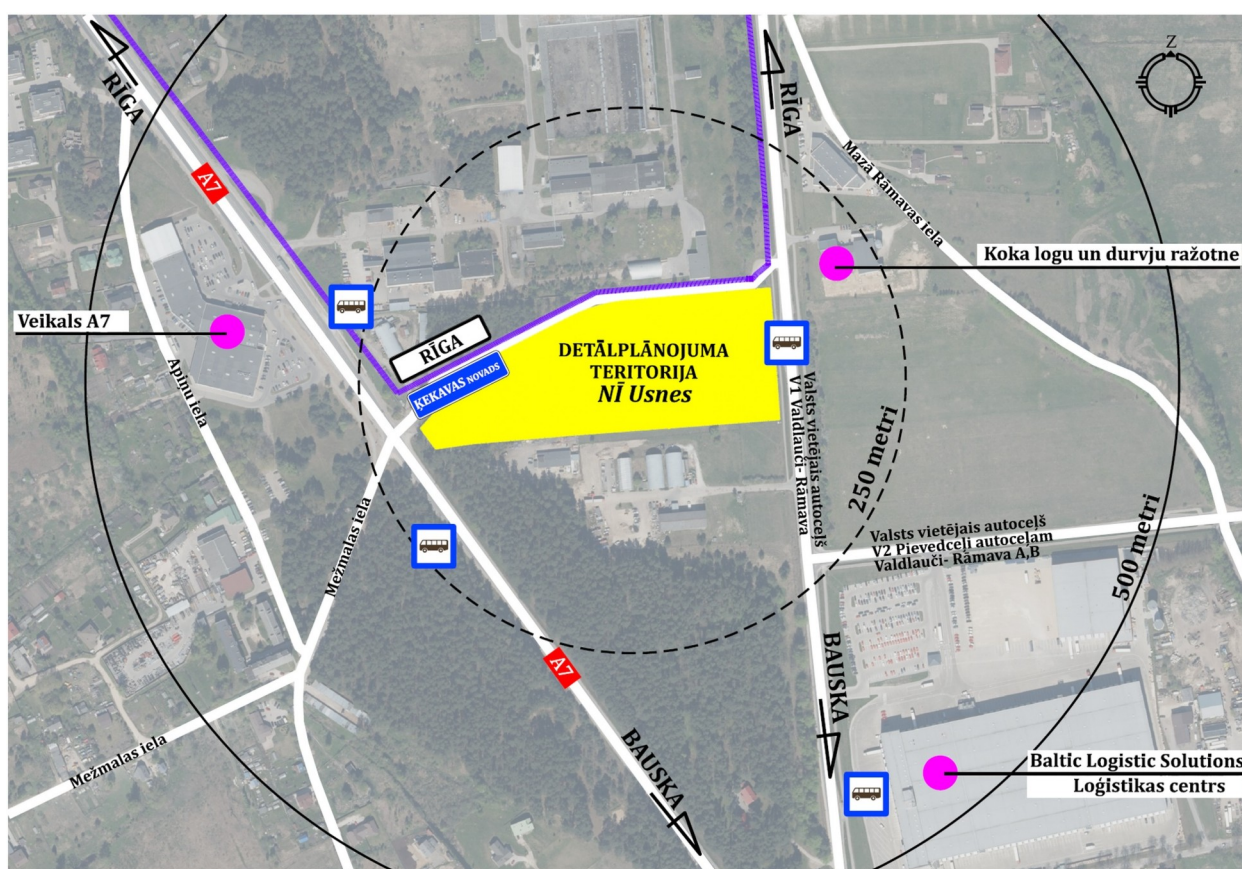 Z
RĪGA
RĪGA
A7
Mazā Rāmavas iela
Koka logu un durvju ražotne
Veikals A7
RĪGA
ĶEKAVAS NOVADS
DETĀLPLĀNOJUMA
TERITORIJA
NĪ Usnes
Apiņu iela
Valsts vietējais autoceļš
V1 Valdlauči- Rāmava
250 metri
500 metri
Mežmalas iela
Valsts vietējais autoceļš
V2 Pievedceļi autoceļam
Valdlauči- Rāmava A,B
A7
BAUSKA
BAUSKA
Mežmalas iela
Baltic Logistic Solutions
Loģistikas centrs